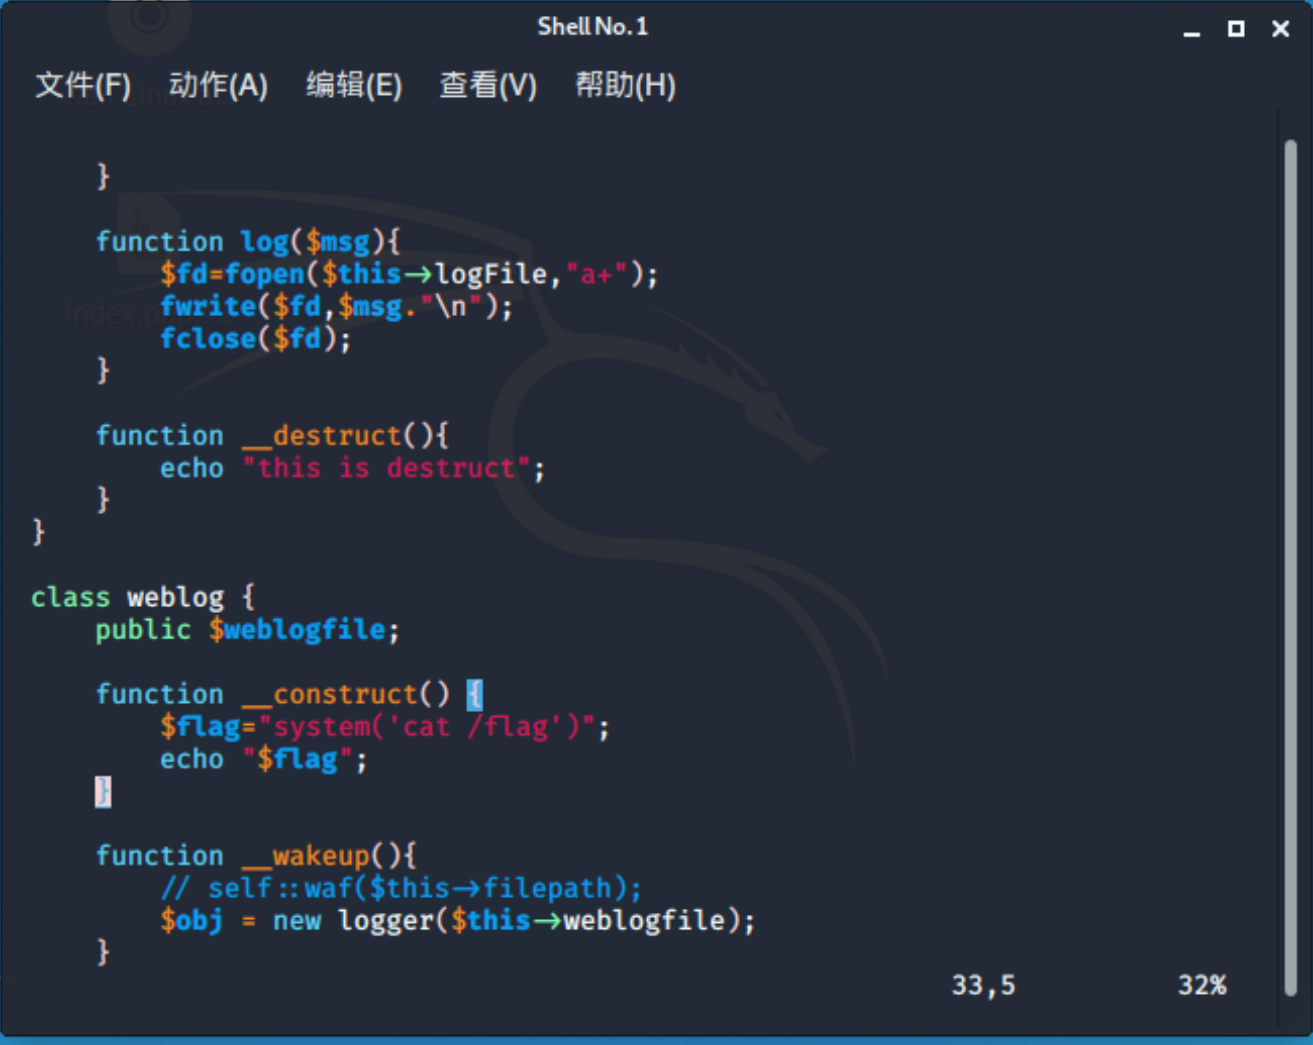 Shell No. 1
文件(F) 动作(A) 编辑(E) 查看(V) 帮助(H)
}
function log($msg){
$fd=fopen($this→logFile,"a+");
fwrite($fd,$msg."\n");
fclose($fd);
}
function __destruct(){
echo "this is destruct";
}
}
class weblog {
public $weblogfile;
function __construct() {
$flag="system('cat /flag')";
echo "$flag";
}
function __wakeup(){
// self::waf($this→filepath);
$obj = new logger($this→weblogfile);
}
33,5 32%